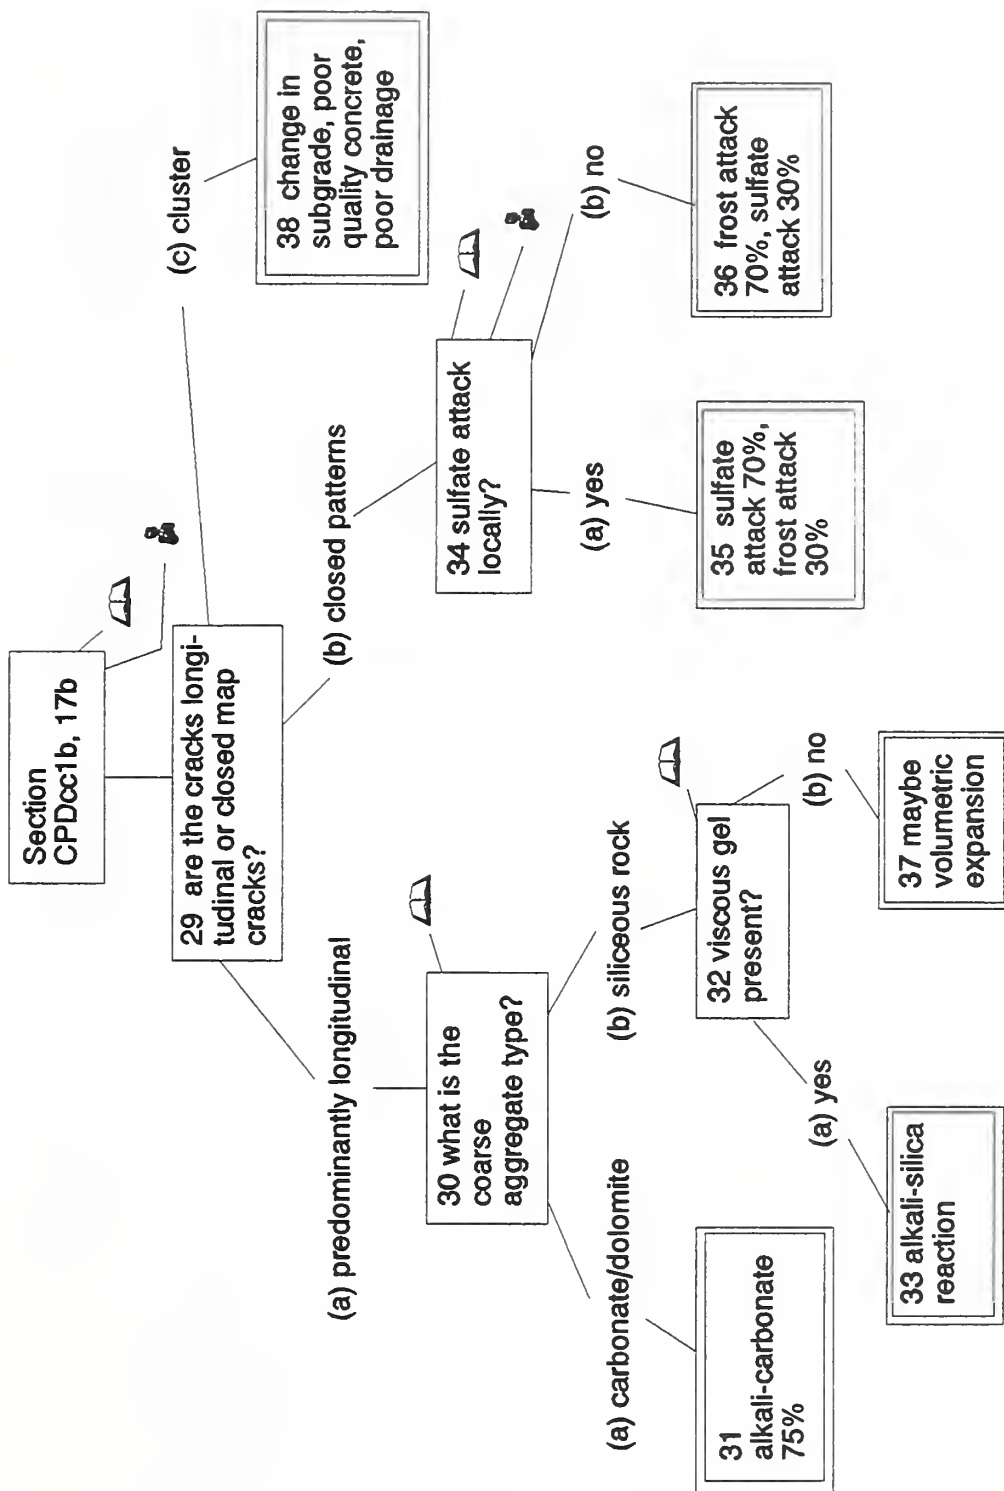 Section
CPDcc1b, 17b
29 are the cracks longi-
tudinal or closed map
cracks?
(a) predominantly longitudinal
(b) closed patterns
(c) cluster
30 what is the
coarse
aggregate type?
34 sulfate attack
locally?
38 change in
subgrade, poor
quality concrete,
poor drainage
(a) carbonate/dolomite
(b) siliceous rock
(a) yes
(b) no
31
alkali-carbonate
75%
32 viscous gel
present?
35 sulfate
attack 70%,
frost attack
30%
36 frost attack
70%, sulfate
attack 30%
(a) yes
(b) no
33 alkali-silica
reaction
37 maybe
volumetric
expansion